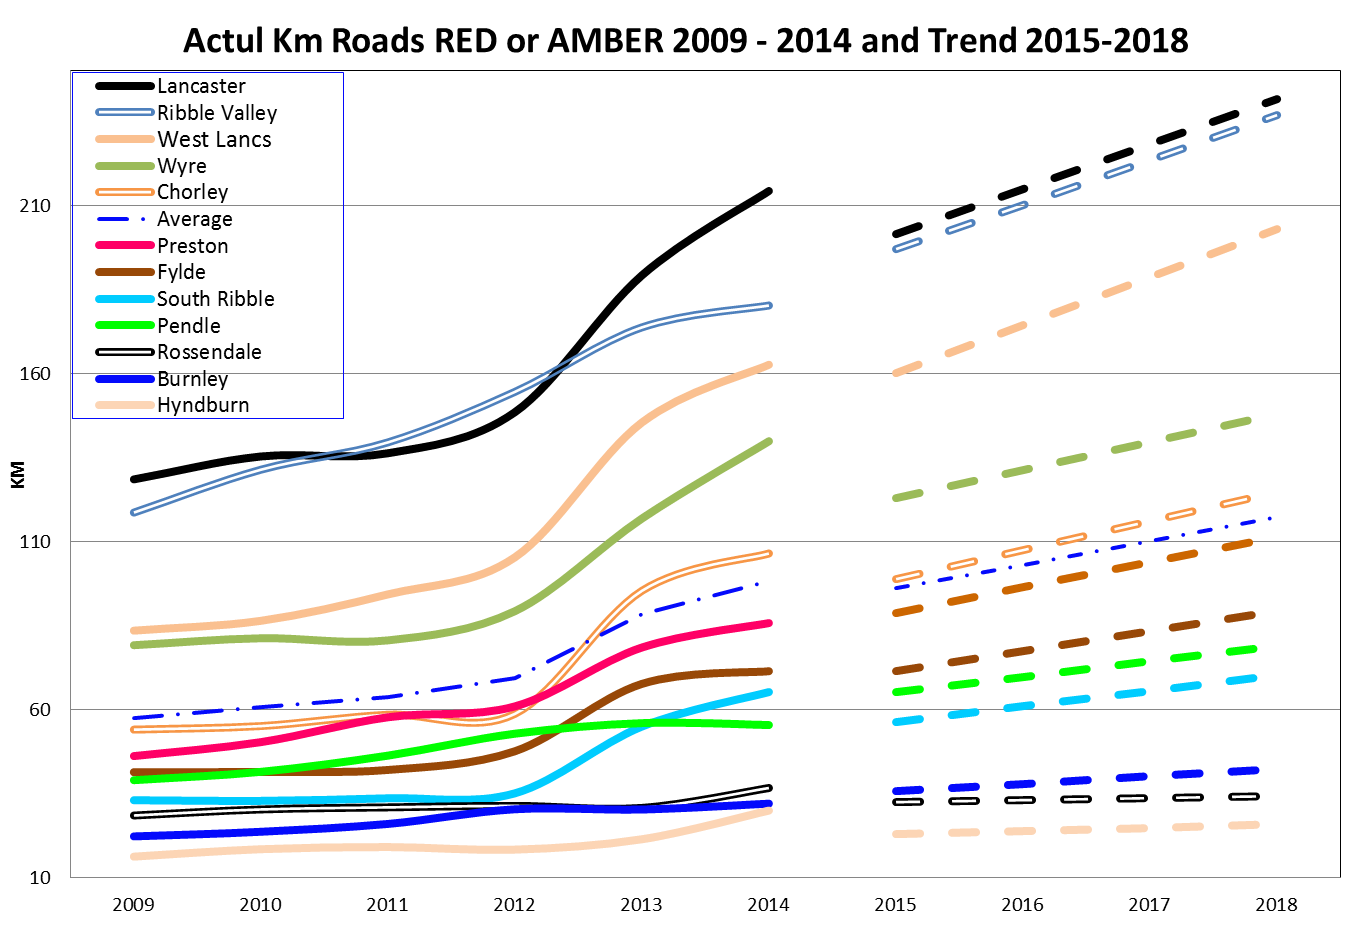 Actul Km Roads RED or AMBER 2009 - 2014 and Trend 2015-2018
Lancaster
Ribble Valley
West Lancs
Wyre
Chorley
Average
Preston
Fylde
South Ribble
Pendle
Rossendale
Burnley
Hyndburn
210
160
110
60
10
KM
2009 2010 2011 2012 2013 2014 2015 2016 2017 2018